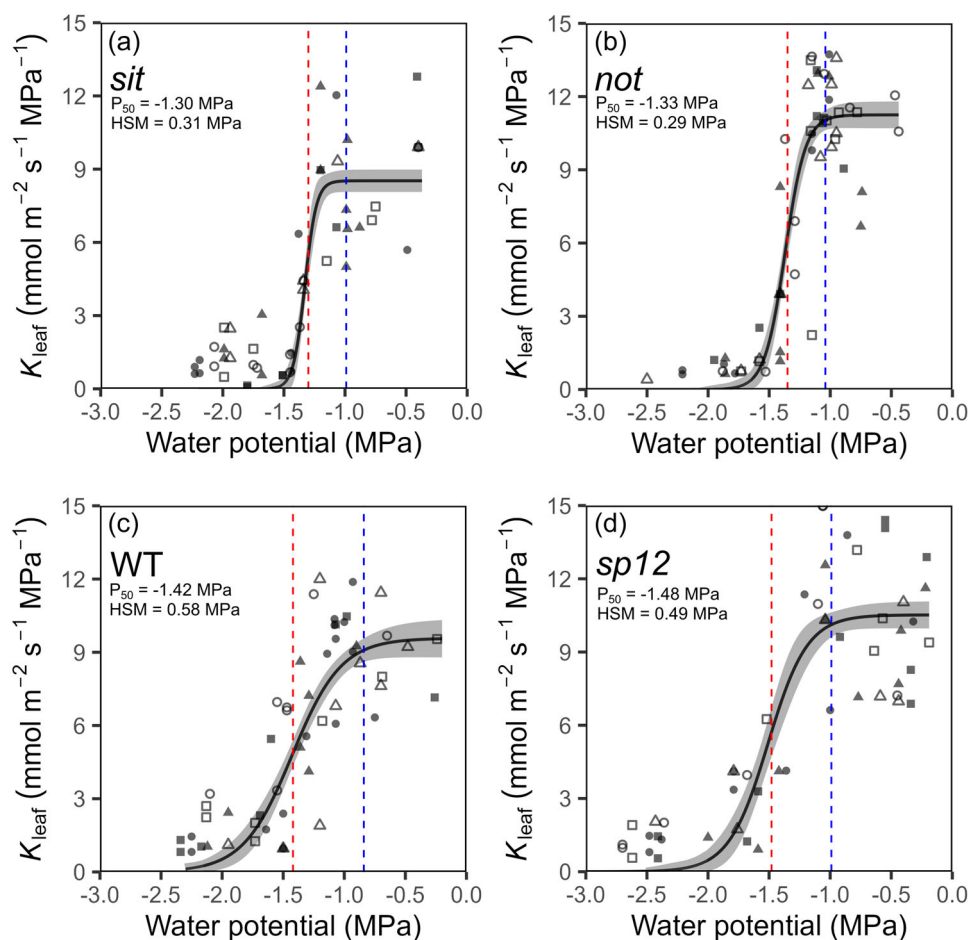 (a)
sit
P₅₀ = -1.30 MPa
HSM = 0.31 MPa
K_leaf (mmol m⁻² s⁻¹ MPa⁻¹)
15
12
9
6
3
0
-3.0 -2.5 -2.0 -1.5 -1.0 -0.5 0.0
Water potential (MPa)
(b)
not
P₅₀ = -1.33 MPa
HSM = 0.29 MPa
K_leaf (mmol m⁻² s⁻¹ MPa⁻¹)
15
12
9
6
3
0
-3.0 -2.5 -2.0 -1.5 -1.0 -0.5 0.0
Water potential (MPa)
(c)
WT
P₅₀ = -1.42 MPa
HSM = 0.58 MPa
K_leaf (mmol m⁻² s⁻¹ MPa⁻¹)
15
12
9
6
3
0
-3.0 -2.5 -2.0 -1.5 -1.0 -0.5 0.0
Water potential (MPa)
(d)
sp12
P₅₀ = -1.48 MPa
HSM = 0.49 MPa
K_leaf (mmol m⁻² s⁻¹ MPa⁻¹)
15
12
9
6
3
0
-3.0 -2.5 -2.0 -1.5 -1.0 -0.5 0.0
Water potential (MPa)